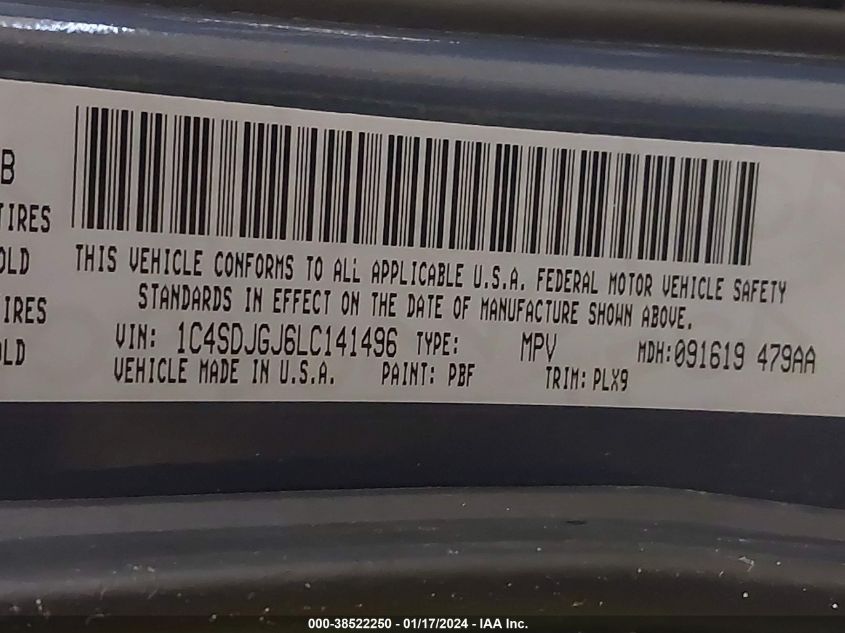 B
TIRES
OLD
IRES
OLD
THIS VEHICLE CONFORMS TO ALL APPLICABLE U.S.A. FEDERAL MOTOR VEHICLE SAFETY
STANDARDS IN EFFECT ON THE DATE OF MANUFACTURE SHOWN ABOVE.
VIN: 1C4SDJGJ6LC141496 TYPE: MPV MDH:091619 479AA
VEHICLE MADE IN U.S.A. PAINT: PBF TRIM: PLX9
000-38522250 - 01/17/2024 - IAA Inc.